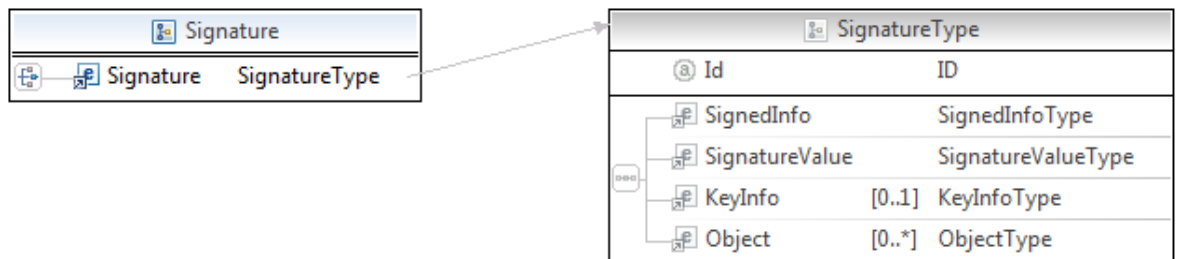 Signature
Signature SignatureType
SignatureType
Id ID
SignedInfo SignedInfoType
SignatureValue SignatureValueType
KeyInfo [0..1] KeyInfoType
Object [0..*] ObjectType